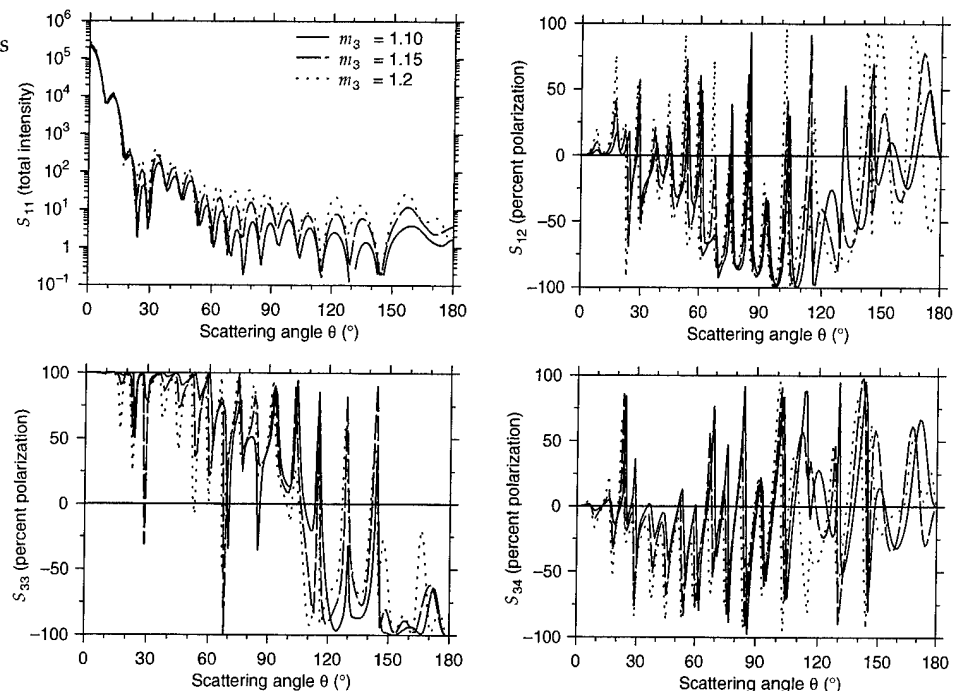 s
10⁶
10⁵
10⁴
10³
10²
10¹
1
10⁻¹
S₁₁ (total intensity)
m₃ = 1.10
m₃ = 1.15
m₃ = 1.2
0 30 60 90 120 150 180
Scattering angle θ (°)
100
50
0
−50
−100
S₁₂ (percent polarization)
0 30 60 90 120 150 180
Scattering angle θ (°)
100
50
0
−50
−100
S₃₃ (percent polarization)
0 30 60 90 120 150 180
Scattering angle θ (°)
100
50
0
−50
−100
S₃₄ (percent polarization)
0 30 60 90 120 150 180
Scattering angle θ (°)